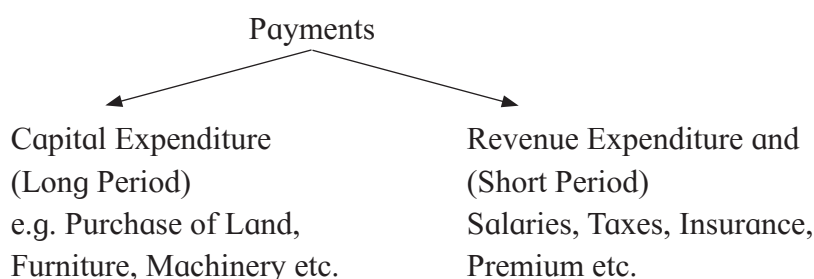 Payments
Capital Expenditure
(Long Period)
e.g. Purchase of Land,
Furniture, Machinery etc.
Revenue Expenditure and
(Short Period)
Salaries, Taxes, Insurance,
Premium etc.